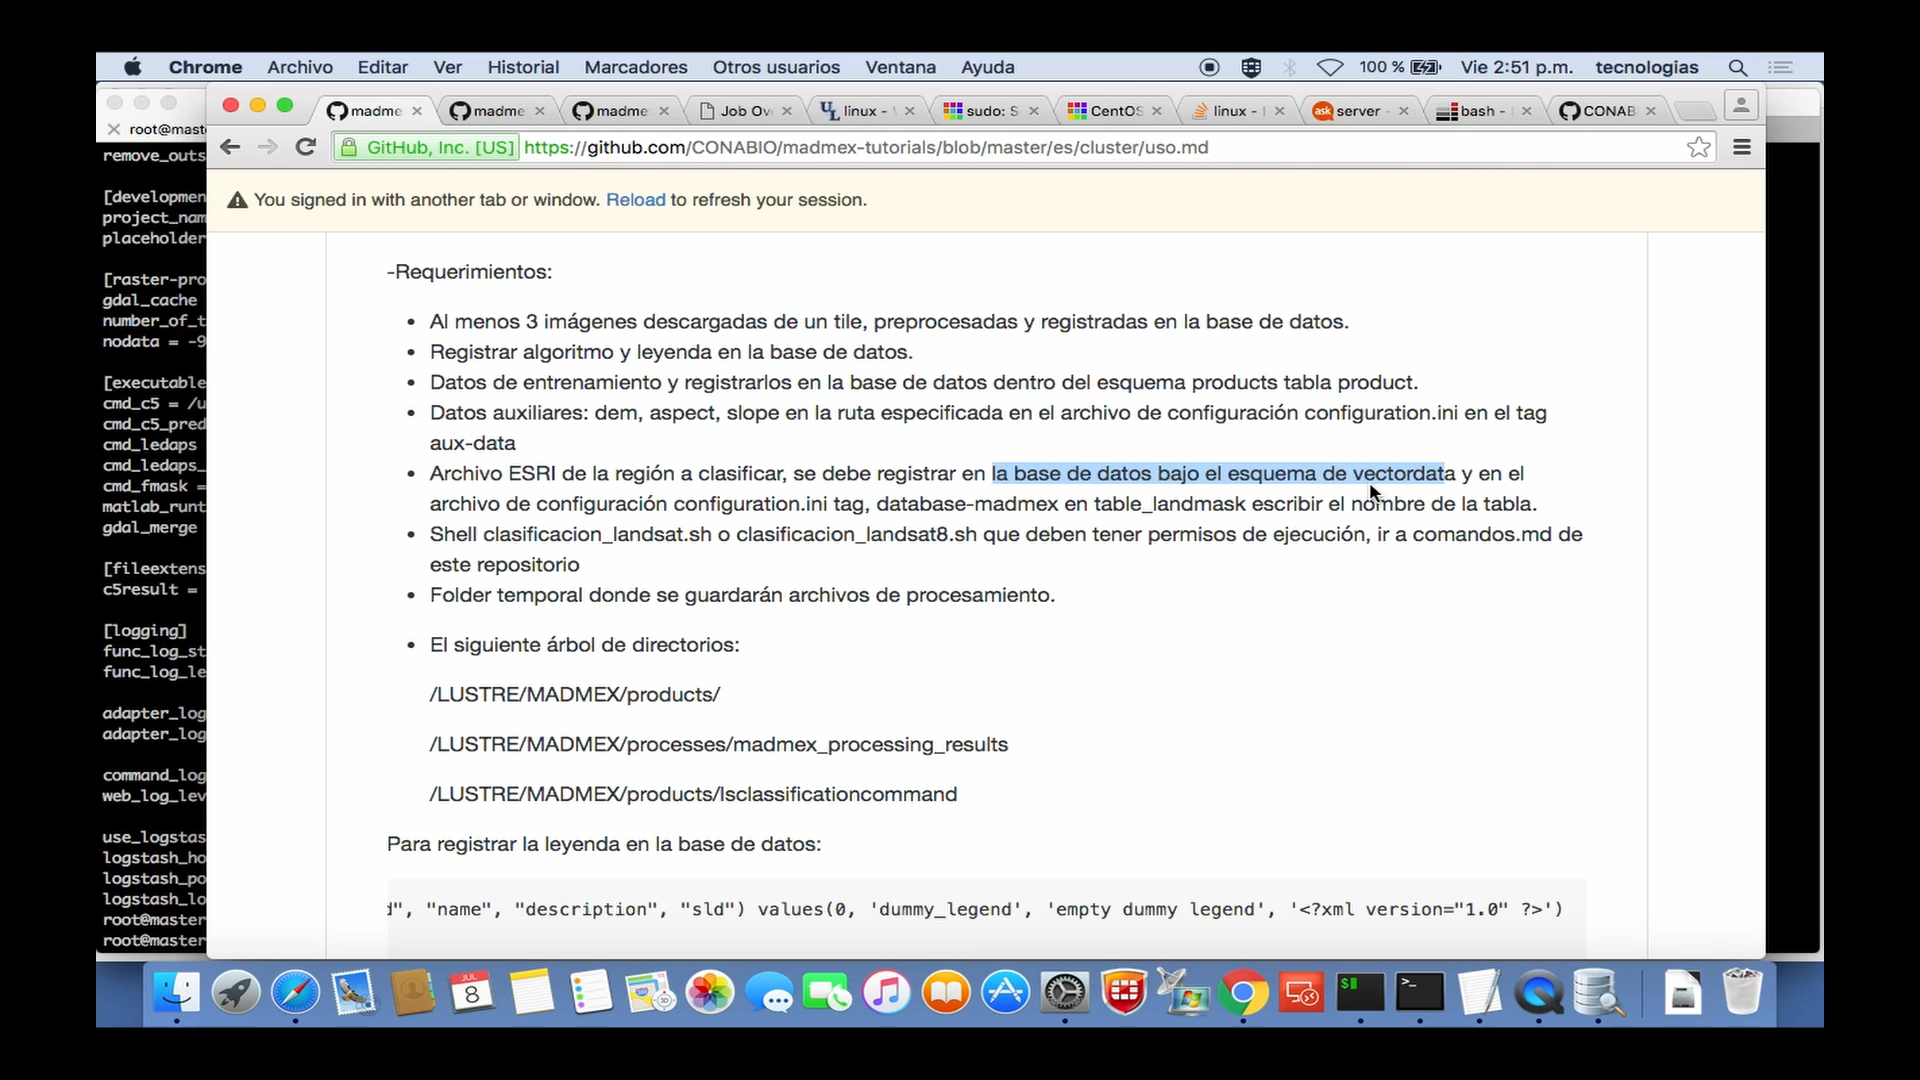 Chrome Archivo Editar Ver Historial Marcadores Otros usuarios Ventana Ayuda 100 % Vie 2:51 p.m. tecnologias
madme madme madme Job Ov linux - sudo: S CentOS linux - server - bash - CONAB
GitHub, Inc. [US] https://github.com/CONABIO/madmex-tutorials/blob/master/es/cluster/uso.md
You signed in with another tab or window. Reload to refresh your session.
root@mast
remove_outs
[developmen
project_nam
placeholder
[raster-pro
gdal_cache
number_of_t
nodata = -9
[executable
cmd_c5 = /u
cmd_c5_pred
cmd_ledaps
cmd_ledaps_
cmd_fmask =
matlab_runt
gdal_merge
[fileextens
c5result =
[logging]
func_log_st
func_log_le
adapter_log
adapter_log
command_log
web_log_lev
use_logstas
logstash_ho
logstash_po
logstash_lo
root@master
root@master
-Requerimientos:
• Al menos 3 imágenes descargadas de un tile, preprocesadas y registradas en la base de datos.
• Registrar algoritmo y leyenda en la base de datos.
• Datos de entrenamiento y registrarlos en la base de datos dentro del esquema products tabla product.
• Datos auxiliares: dem, aspect, slope en la ruta especificada en el archivo de configuración configuration.ini en el tag
aux-data
• Archivo ESRI de la región a clasificar, se debe registrar en la base de datos bajo el esquema de vectordata y en el
archivo de configuración configuration.ini tag, database-madmex en table_landmask escribir el nombre de la tabla.
• Shell clasificacion_landsat.sh o clasificacion_landsat8.sh que deben tener permisos de ejecución, ir a comandos.md de
este repositorio
• Folder temporal donde se guardarán archivos de procesamiento.
• El siguiente árbol de directorios:
/LUSTRE/MADMEX/products/
/LUSTRE/MADMEX/processes/madmex_processing_results
/LUSTRE/MADMEX/products/lsclassificationcommand
Para registrar la leyenda en la base de datos:
d", "name", "description", "sld") values(0, 'dummy_legend', 'empty dummy legend', '<?xml version="1.0" ?>')
JUL
8